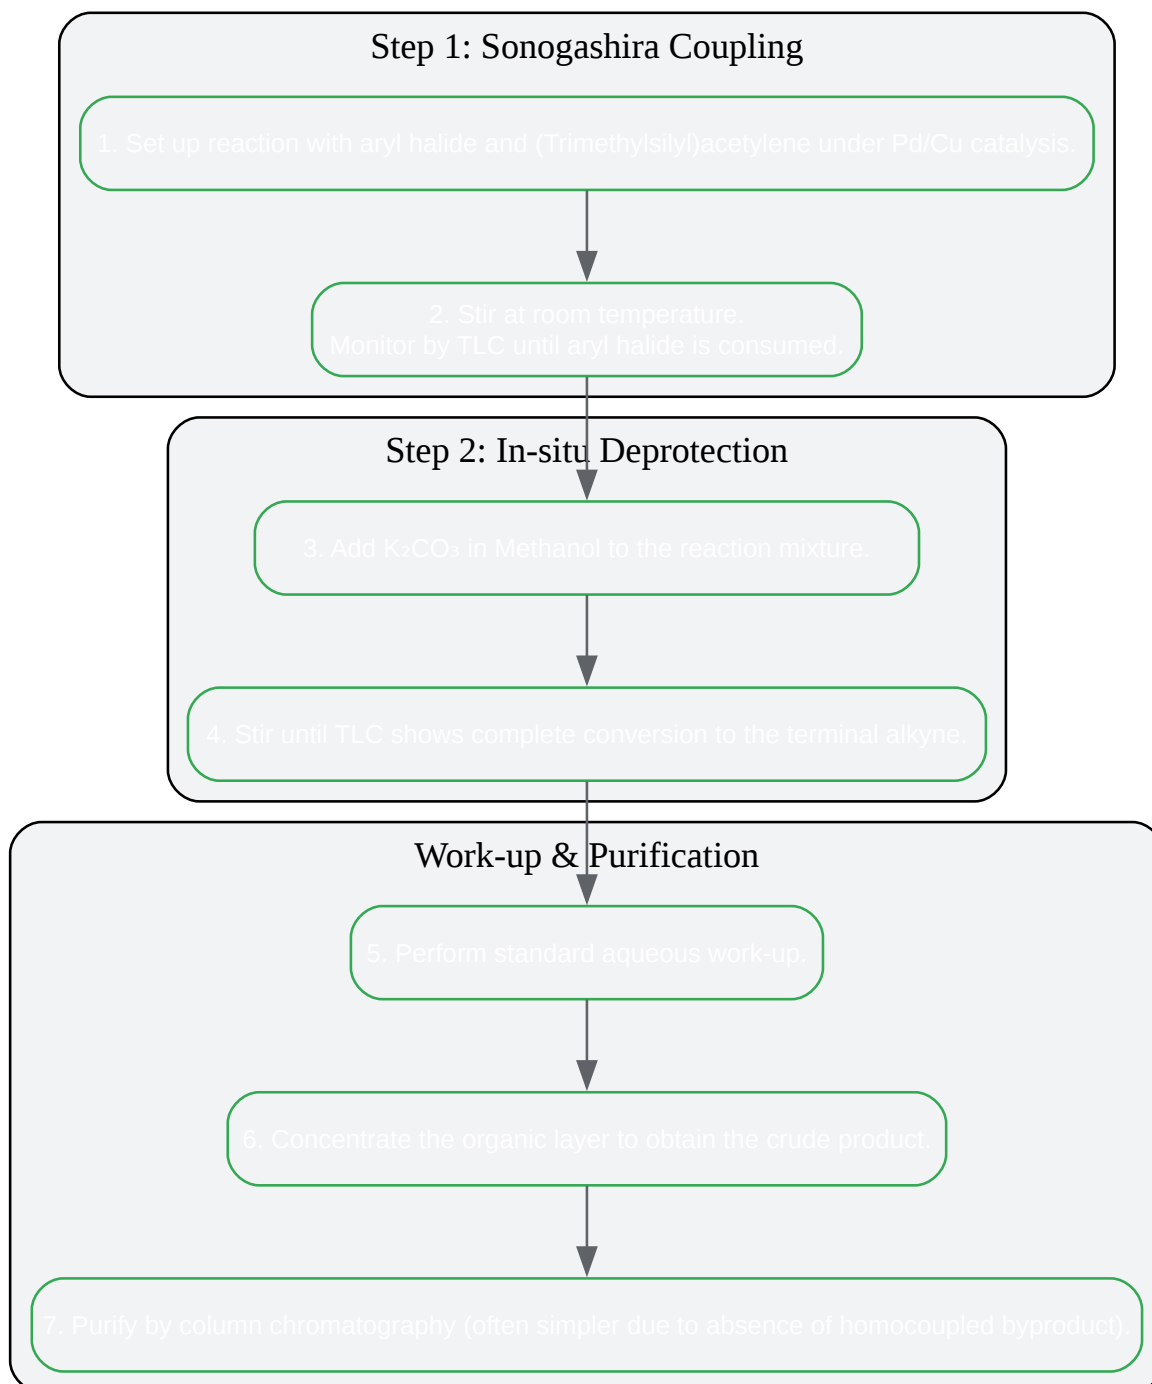 Step 1: Sonogashira Coupling
1. Set up reaction with aryl halide and (Trimethylsilyl)acetylene under Pd/Cu catalysis.
2. Stir at room temperature.
Monitor by TLC until aryl halide is consumed.
Step 2: In-situ Deprotection
3. Add K₂CO₃ in Methanol to the reaction mixture.
4. Stir until TLC shows complete conversion to the terminal alkyne.
Work-up & Purification
5. Perform standard aqueous work-up.
6. Concentrate the organic layer to obtain the crude product.
7. Purify by column chromatography (often simpler due to absence of homocoupled byproduct).